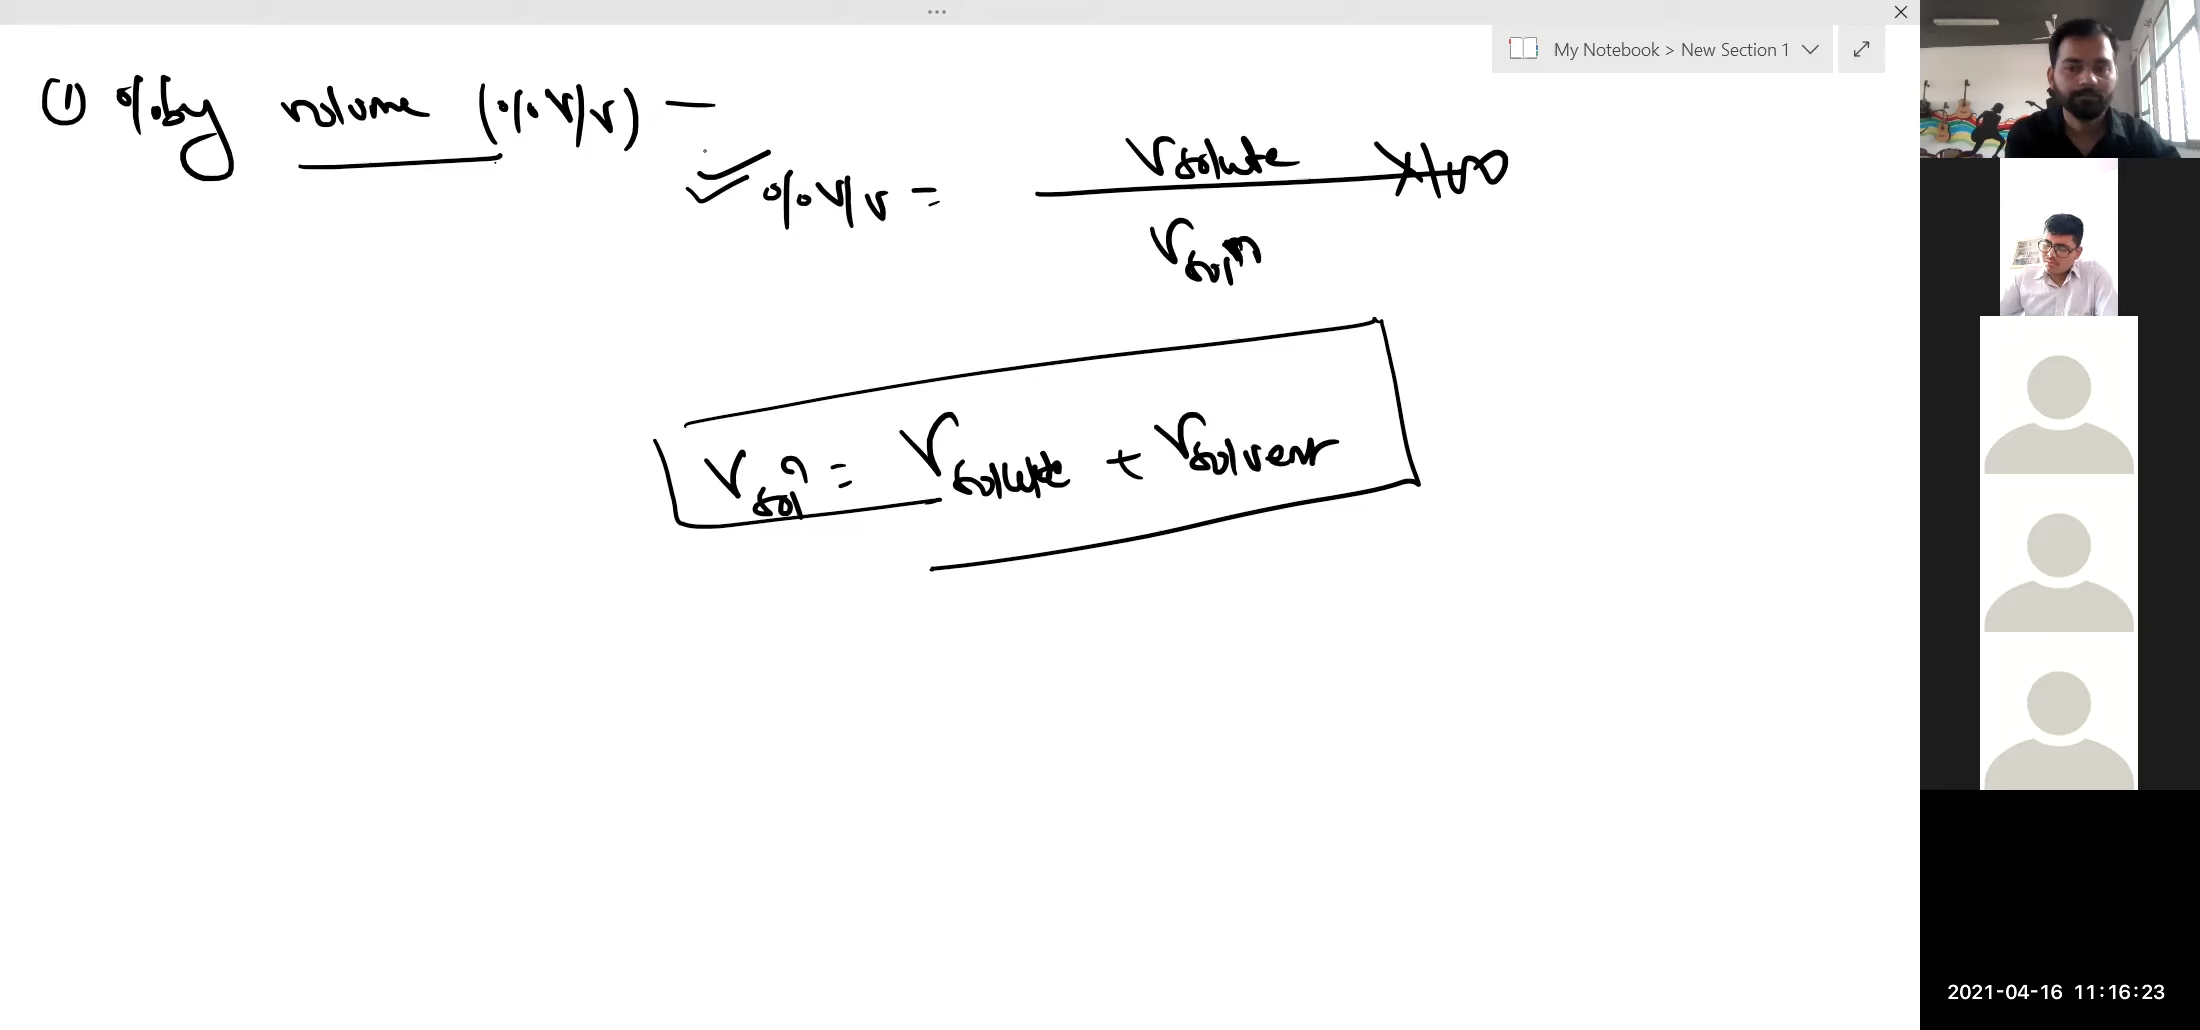 My Notebook > New Section 1
① % by volume (% v/v) —
% v/v = Vsolute × 100
Vsolⁿ
Vsolⁿ = Vsolute + Vsolvent
2021-04-16 11:16:23